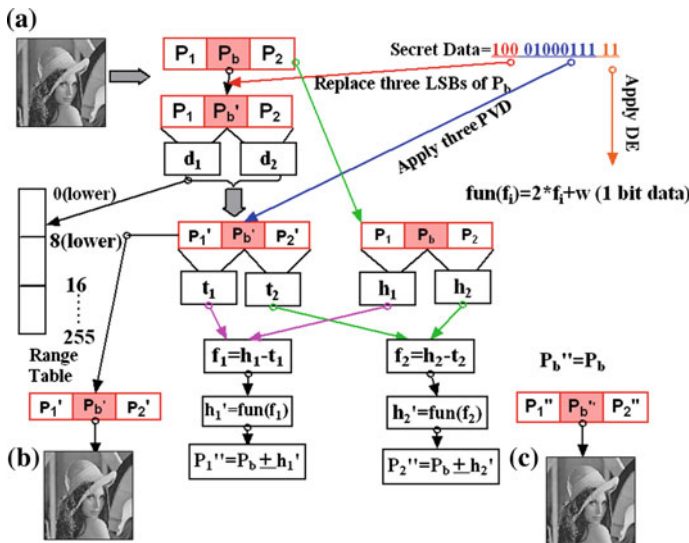 (a)
P1 Pb P2
Secret Data=100 01000111 11
Replace three LSBs of Pb
P1 Pb' P2
Apply three PVD
Apply DE
d1 d2
0(lower)
fun(fi)=2*fi+w (1 bit data)
8(lower)
P1' Pb' P2'
P1 Pb P2
16
255
Range
Table
t1 t2 h1 h2
f1=h1-t1
f2=h2-t2
Pb''=Pb
P1' Pb' P2'
h1'=fun(f1)
h2'=fun(f2)
P1'' Pb'' P2''
(b)
P1''=Pb±h1'
P2''=Pb±h2'
(c)